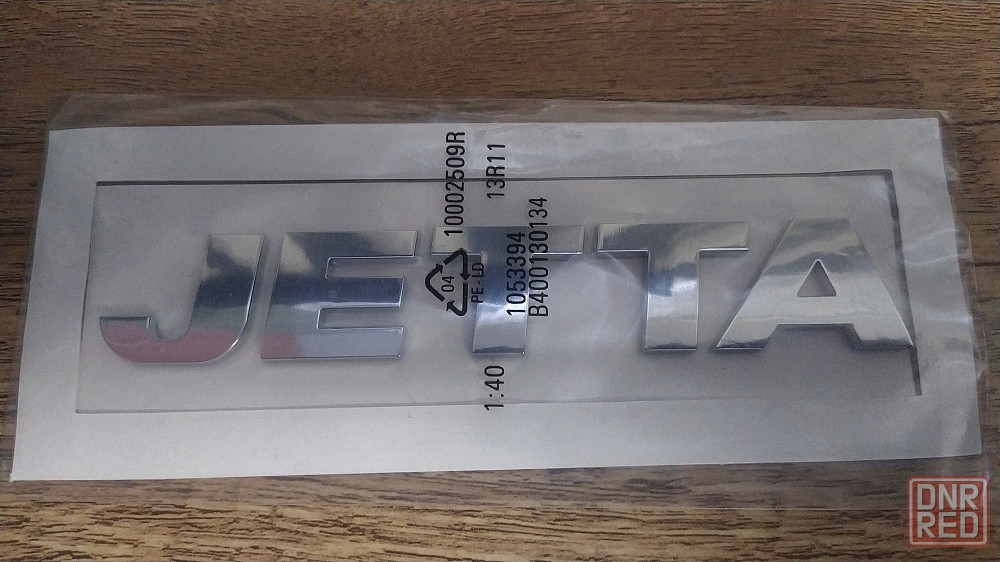 JETTA
10002509R
13R11
04
PE-LD
1053394
B400130134
1:40
DNR
RED